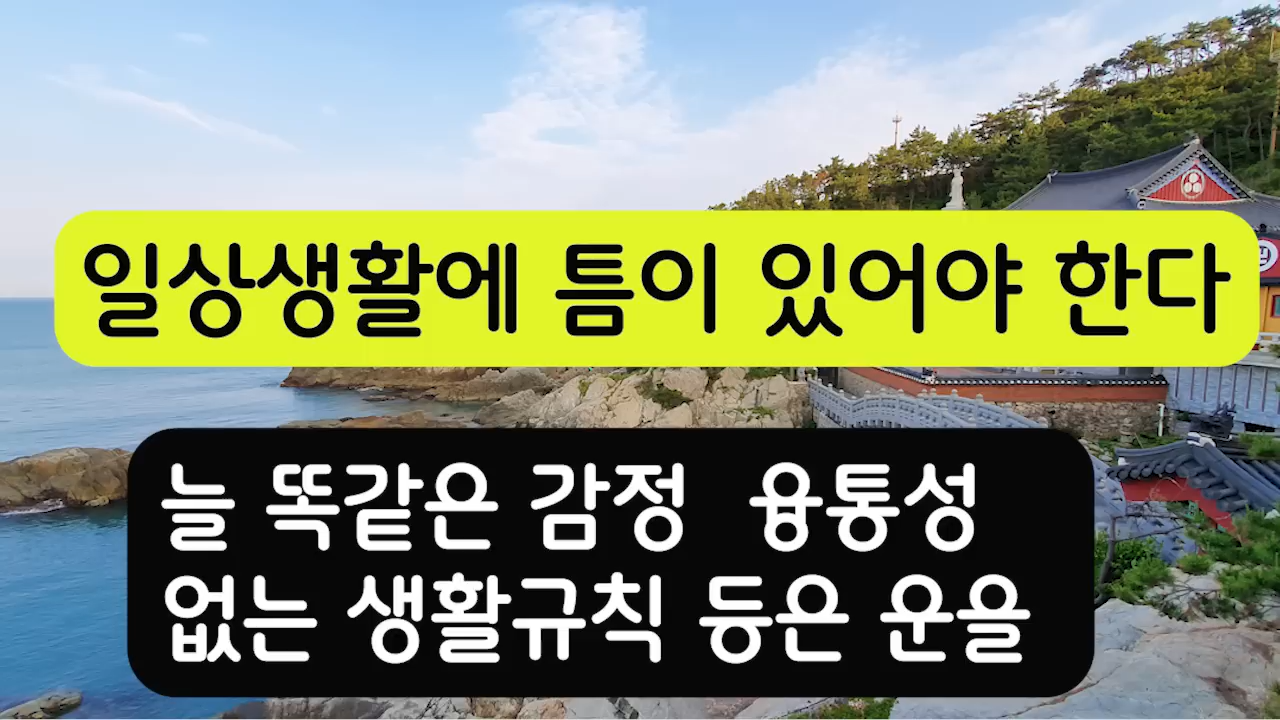 일상생활에 틈이 있어야 한다
늘 똑같은 감정 융통성
없는 생활규칙 등은 운을